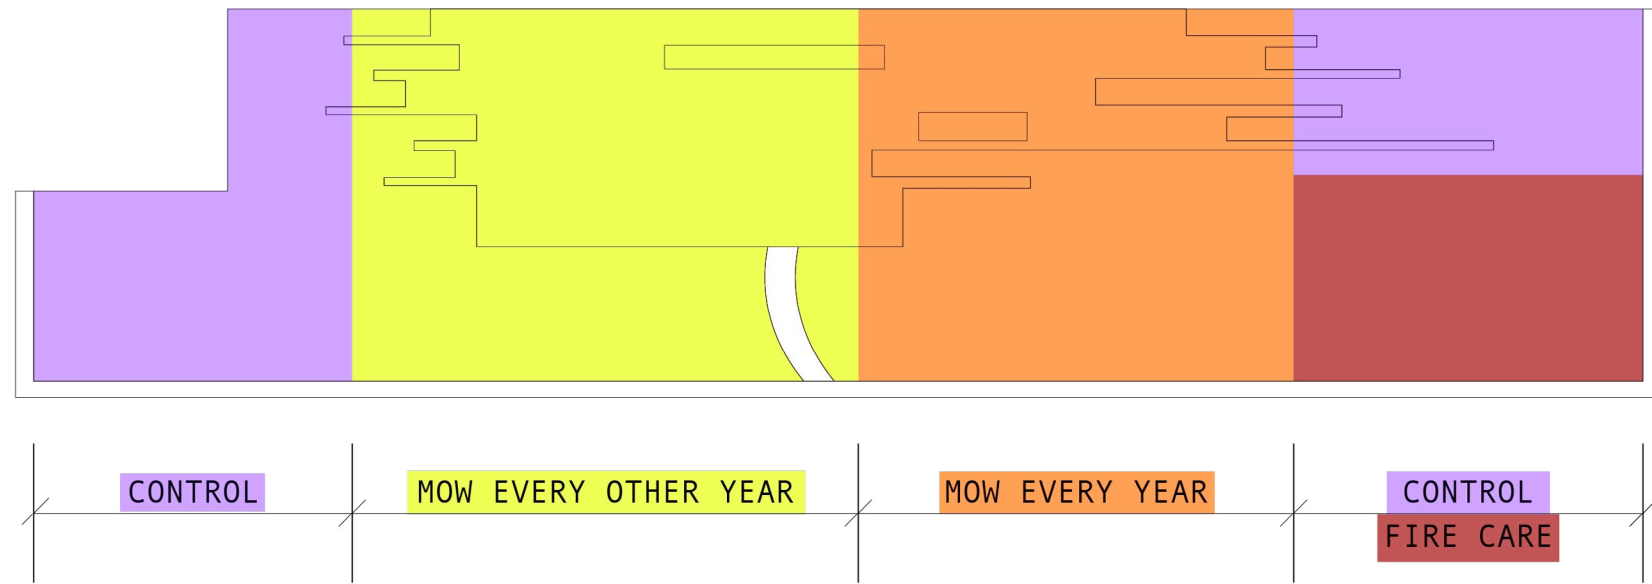 CONTROL
MOW EVERY OTHER YEAR
MOW EVERY YEAR
CONTROL
FIRE CARE